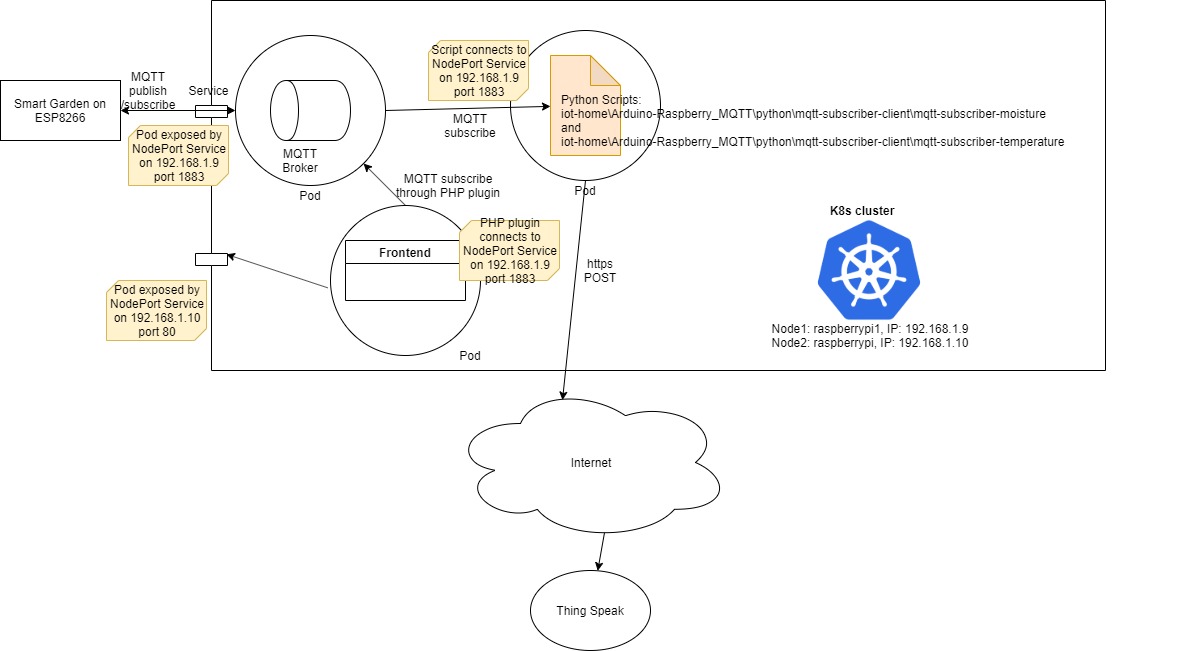 Smart Garden on
ESP8266
MQTT
publish
/subscribe
Service
Pod exposed by
NodePort Service
on 192.168.1.9
port 1883
MQTT
Broker
Pod
Script connects to
NodePort Service
on 192.168.1.9
port 1883
MQTT
subscribe
Python Scripts:
iot-home\Arduino-Raspberry_MQTT\python\mqtt-subscriber-client\mqtt-subscriber-moisture
and
iot-home\Arduino-Raspberry_MQTT\python\mqtt-subscriber-client\mqtt-subscriber-temperature
Pod
MQTT subscribe
through PHP plugin
PHP plugin
connects to
NodePort Service
on 192.168.1.9
port 1883
Frontend
Pod
Pod exposed by
NodePort Service
on 192.168.1.10
port 80
https
POST
K8s cluster
Node1: raspberrypi1, IP: 192.168.1.9
Node2: raspberrypi, IP: 192.168.1.10
Internet
Thing Speak